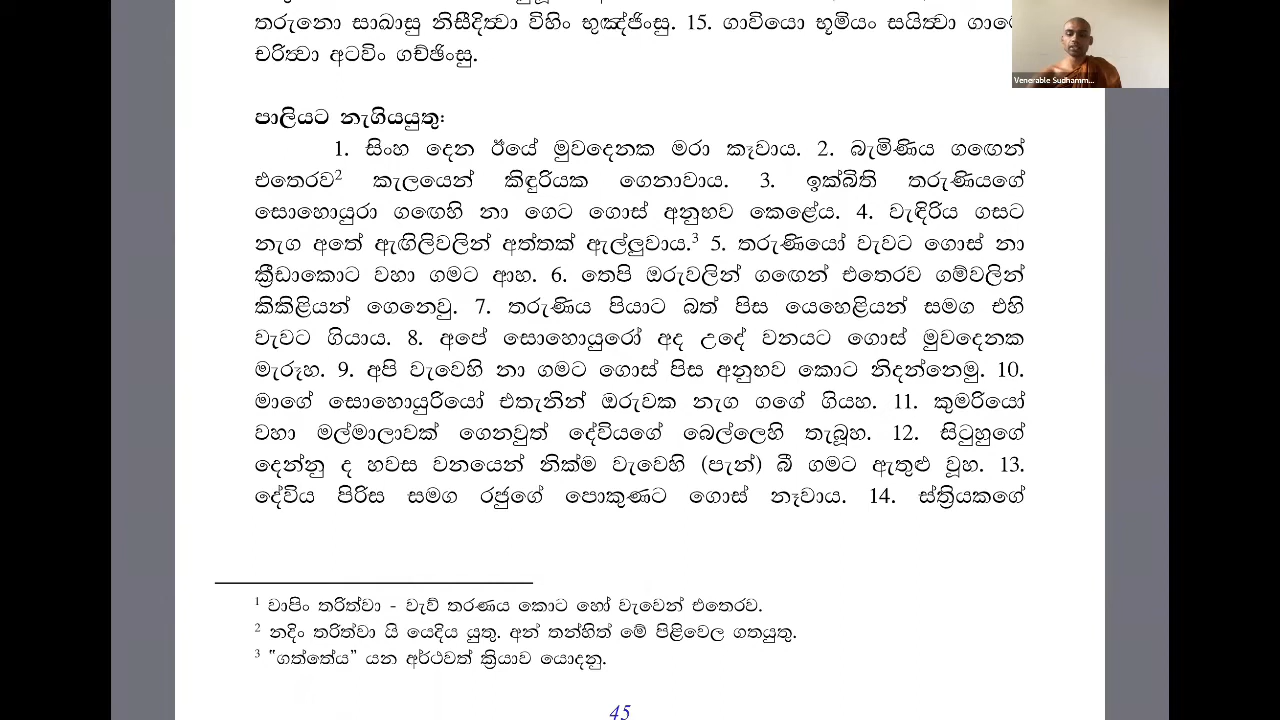 තරුනො සාඛාසු නිසීදිත්‍වා විහිං භුඤ්ජිංසු. 15. ගාවියො භූමියං සයිත්‍වා
චරිත්‍වා අටවිං ගච්ඡිංසු.
Venerable Sudhamm...
පාලියට නැගියයුතු:
1. සිංහ දෙන ඊයේ මුවදෙනක මරා කෑවාය. 2. බැමිණිය ගඟෙන්
එතෙරව² කැලයෙන් කිඳුරියක ගෙනාවාය. 3. ඉක්බිති තරුණියගේ
සොහොයුරා ගඟෙහි නා ගෙට ගොස් අනුභව කෙළේය. 4. වැඳිරිය ගසට
නැග අතේ ඇඟිලිවලින් අත්තක් ඇල්ලුවාය.³ 5. තරුණියෝ වැවට ගොස් නා
ක්‍රීඩාකොට වහා ගමට ආහ. 6. තෙපි ඔරුවලින් ගඟෙන් එතෙරව ගම්වලින්
කිකිළියන් ගෙනෙවු. 7. තරුණිය පියාට බත් පිස යෙහෙළියන් සමග එහි
වැවට ගියාය. 8. අපේ සොහොයුරෝ අද උදේ වනයට ගොස් මුවදෙනක
මැරූහ. 9. අපි වැවෙහි නා ගමට ගොස් පිස අනුභව කොට නිදන්නෙමු. 10.
මාගේ සොහොයුරියෝ එතැනින් ඔරුවක නැග ගගේ ගියහ. 11. කුමරියෝ
වහා මල්මාලාවක් ගෙනවුත් දේවියගේ බෙල්ලෙහි තැබූහ. 12. සිටුහුගේ
දෙන්නු ද හවස වනයෙන් නික්ම වැවෙහි (පැන්) බී ගමට ඇතුළු වූහ. 13.
දේවිය පිරිස සමග රජුගේ පොකුණට ගොස් නෑවාය. 14. ස්ත්‍රියකගේ
¹ වාපිං තරිත්වා - වැව් තරණය කොට හෝ වැවෙන් එතෙරව.
² නදිං තරිත්වා යි යෙදිය යුතු. අන් තන්හිත් මේ පිළිවෙල ගතයුතු.
³ "ගත්තේය" යන අර්ථවත් ක්‍රියාව යොදනු.
45